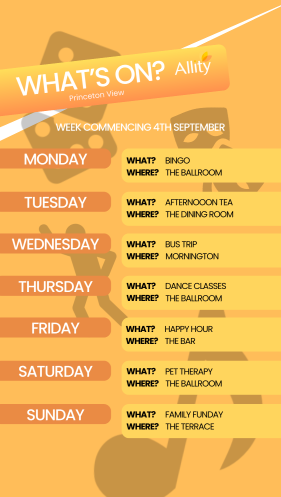 WHAT'S ON?
Allity
Princeton View
WEEK COMMENCING 4TH SEPTEMBER
MONDAY
WHAT? BINGO
WHERE? THE BALLROOM
TUESDAY
WHAT? AFTERNOOON TEA
WHERE? THE DINING ROOM
WEDNESDAY
WHAT? BUS TRIP
WHERE? MORNINGTON
THURSDAY
WHAT? DANCE CLASSES
WHERE? THE BALLROOM
FRIDAY
WHAT? HAPPY HOUR
WHERE? THE BAR
SATURDAY
WHAT? PET THERAPY
WHERE? THE BALLROOM
SUNDAY
WHAT? FAMILY FUNDAY
WHERE? THE TERRACE